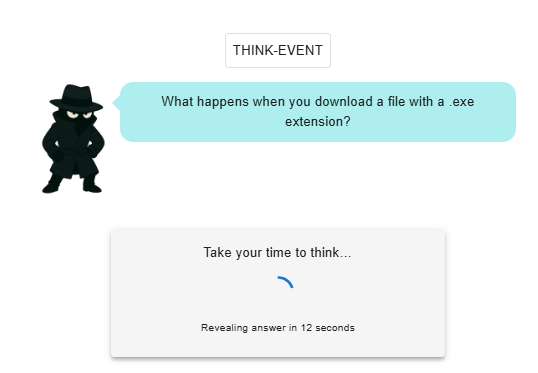 THINK-EVENT
What happens when you download a file with a .exe
extension?
Take your time to think...
Revealing answer in 12 seconds